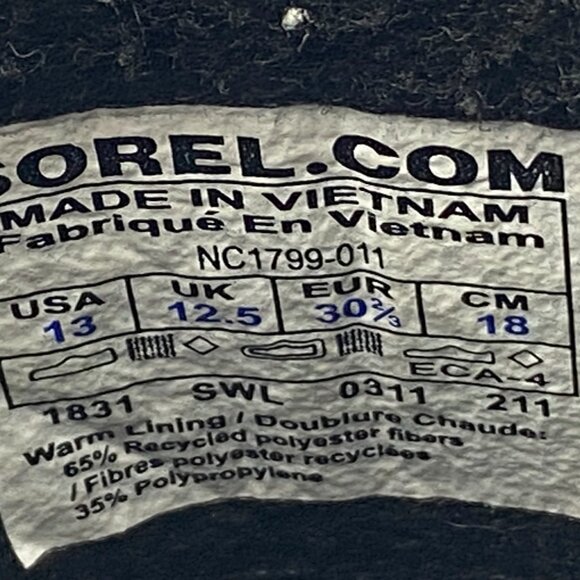 SOREL.COM
MADE IN VIETNAM
Fabriqué En Vietnam
NC1799-011
USA UK EUR CM
13 12.5 30⅔ 18
ECA-4
1831 SWL 0311 211
Warm Lining / Doublure Chaude:
65% Recycled polyester fibers
/ Fibres polyester recyclées
35% Polypropylene